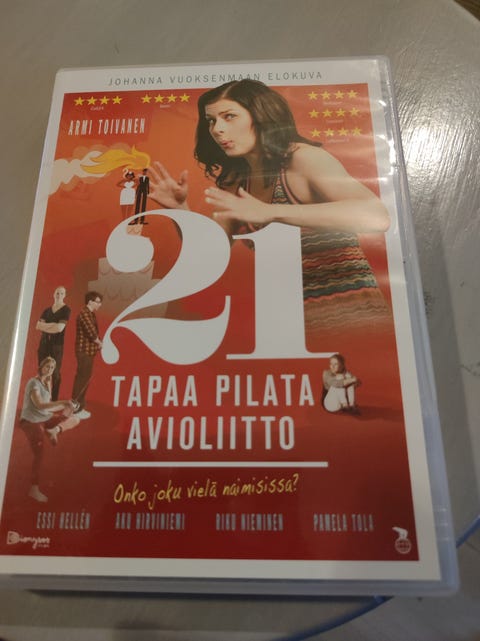 JOHANNA VUOKSENMAAN ELOKUVA
ARMI TOIVANEN
21
TAPAA PILATA
AVIOLIITTO
Onko joku vielä naimisissa?
ESSI HELLÉN AKU HIRVINIEMI RIKU NIEMINEN PAMELA TOLA
Dionysos